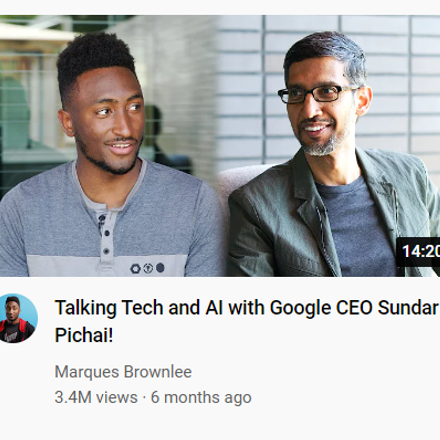 14:20
Talking Tech and AI with Google CEO Sundar
Pichai!
Marques Brownlee
3.4M views · 6 months ago